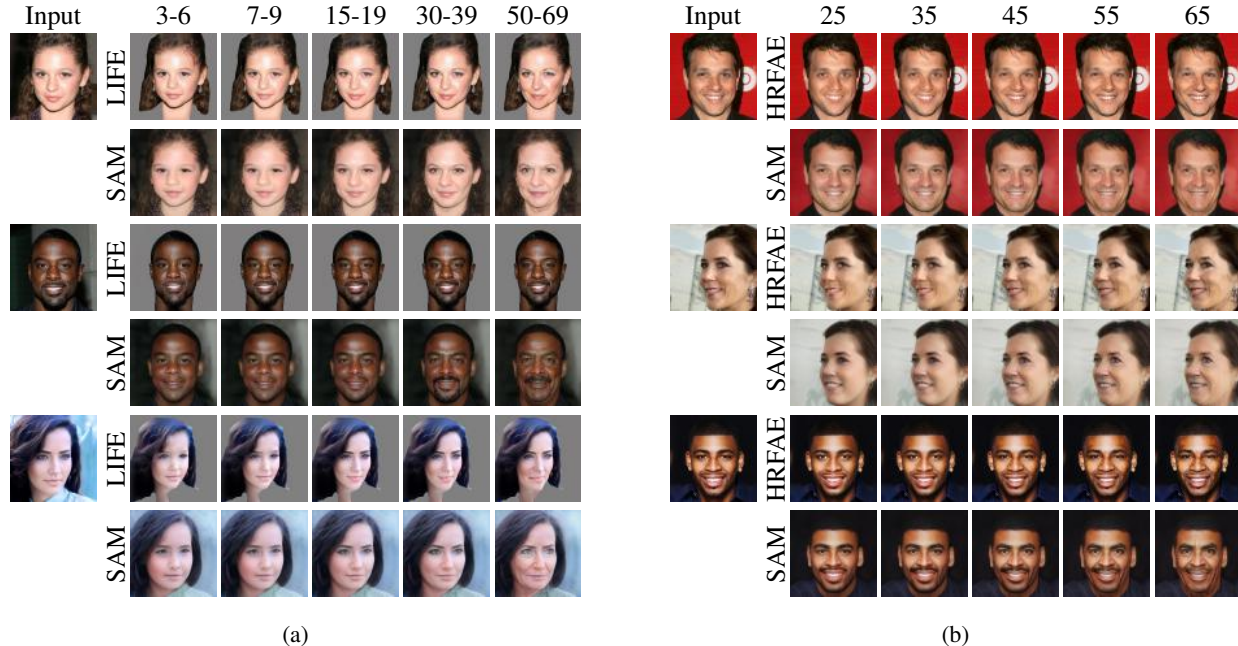 Input 3-6 7-9 15-19 30-39 50-69
LIFE
SAM
LIFE
SAM
LIFE
SAM
(a)
Input 25 35 45 55 65
HRFAE
SAM
HRFAE
SAM
HRFAE
SAM
(b)